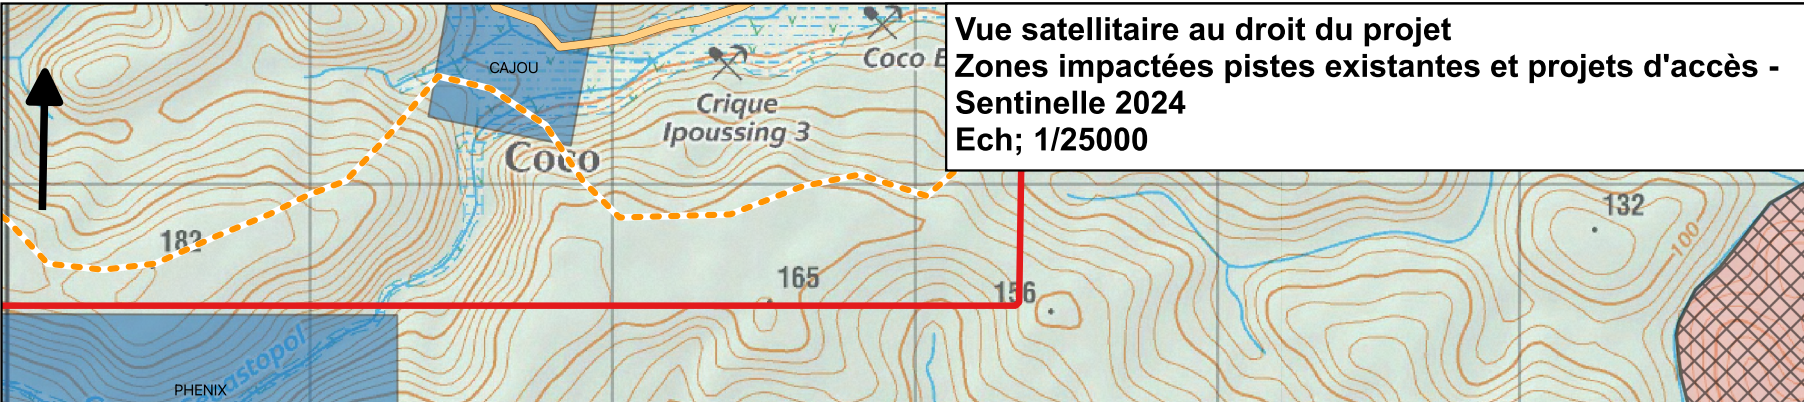 Vue satellitaire au droit du projet
Zones impactées pistes existantes et projets d'accès -
Sentinelle 2024
Ech; 1/25000
CAJOU
Coco
Crique
Ipoussing 3
Coco
182
165
156
132
100
PHENIX